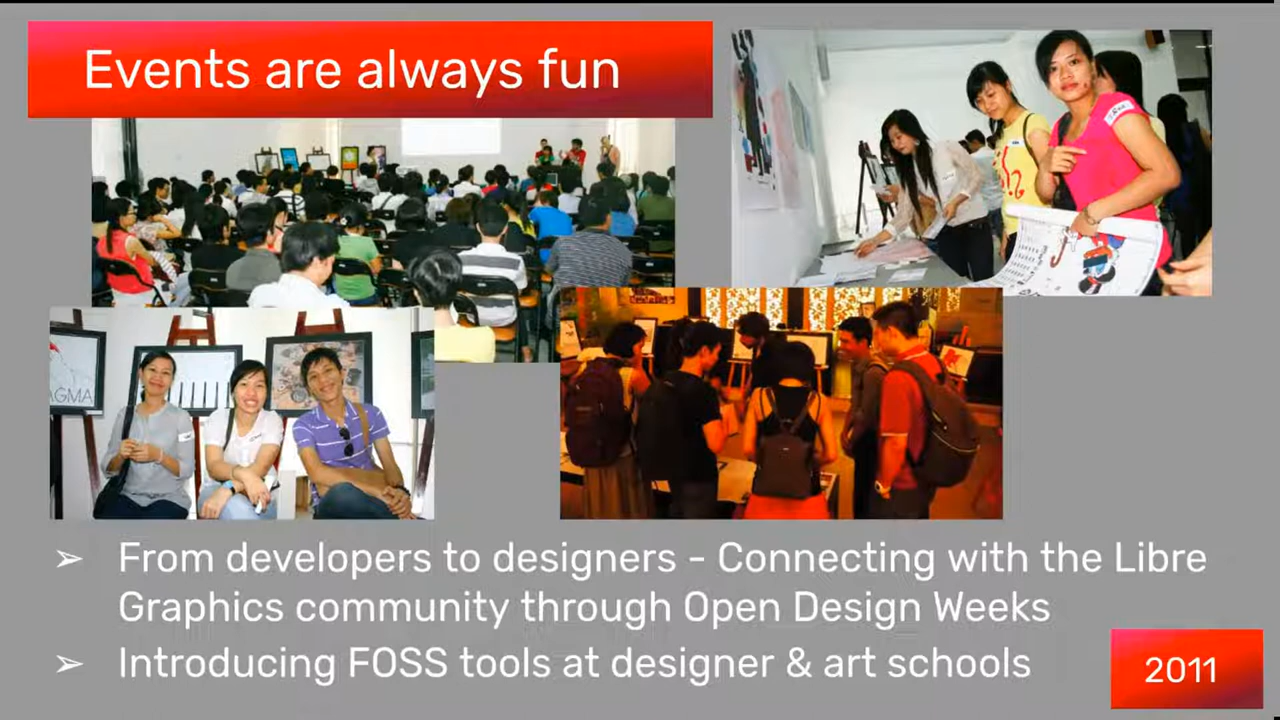 Events are always fun
AGMA
➢ From developers to designers - Connecting with the Libre
Graphics community through Open Design Weeks
➢ Introducing FOSS tools at designer & art schools
2011